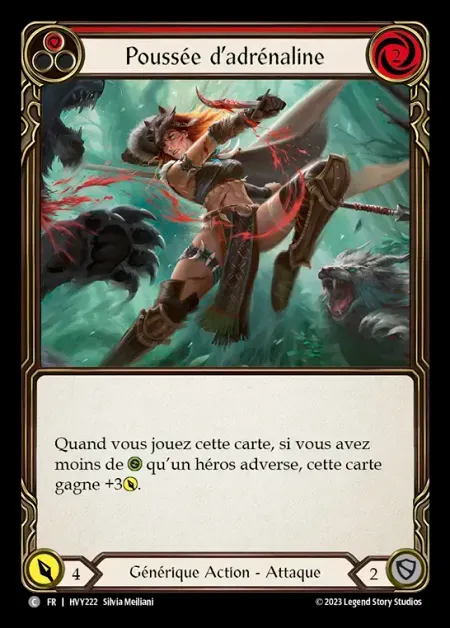 Poussée d'adrénaline
2
Quand vous jouez cette carte, si vous avez
moins de qu'un héros adverse, cette carte
gagne +3.
4
Générique Action - Attaque
2
C FR | HVY222 Silvia Meiliani
© 2023 Legend Story Studios